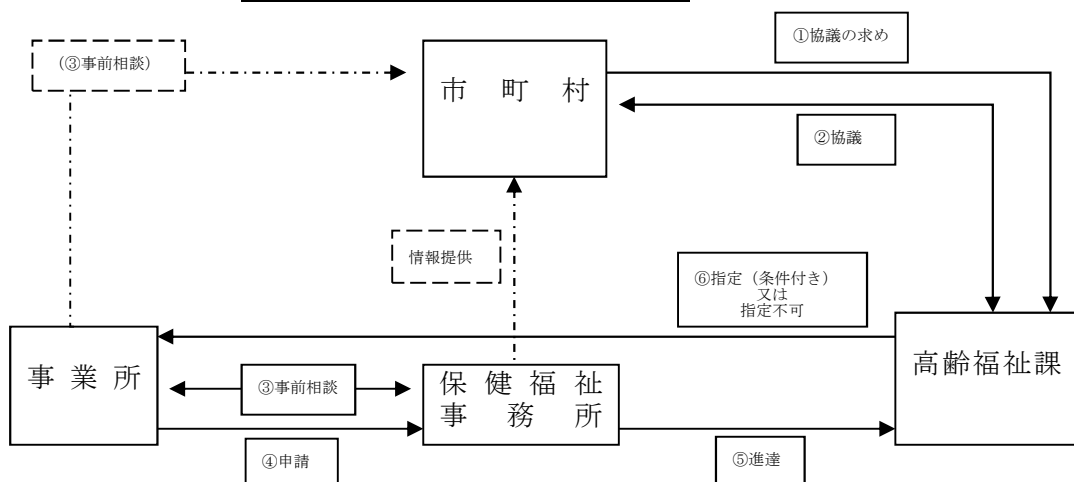 ①協議の求め
（③事前相談）
市町村
②協議
情報提供
⑥指定（条件付き）
又は
指定不可
事業所
③事前相談
保健福祉
事務所
高齢福祉課
④申請
⑤進達